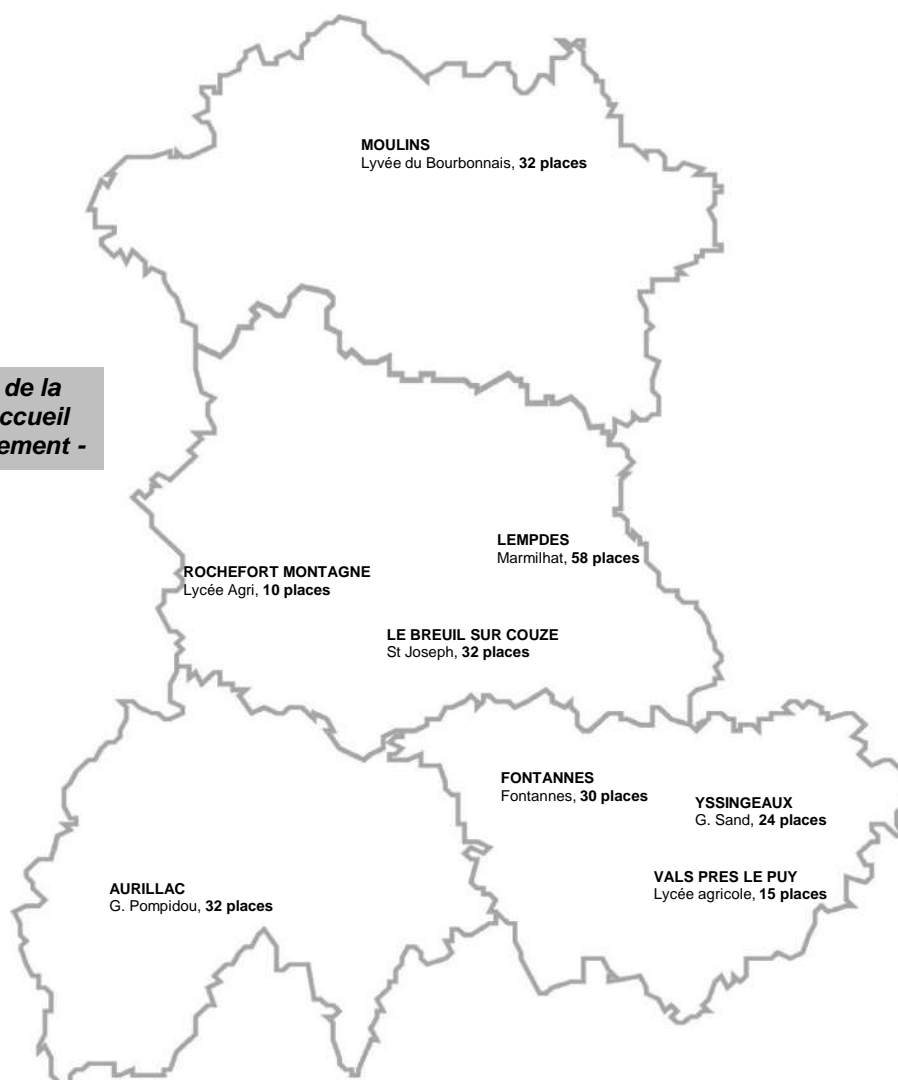 MOULINS
Lyvée du Bourbonnais, 32 places
de la
ccueil
ement -
LEMPDES
Marmilhat, 58 places
ROCHEFORT MONTAGNE
Lycée Agri, 10 places
LE BREUIL SUR COUZE
St Joseph, 32 places
FONTANNES
Fontannes, 30 places
YSSINGEAUX
G. Sand, 24 places
VALS PRES LE PUY
Lycée agricole, 15 places
AURILLAC
G. Pompidou, 32 places